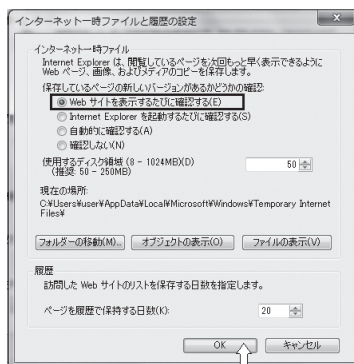 インターネット一時ファイルと履歴の設定
インターネット一時ファイル
Internet Explorer は、閲覧しているページを次回もっと早く表示できるように
Web ページ、画像、およびメディアのコピーを保存します。
保存しているページの新しいバージョンがあるかどうかの確認:
Web サイトを表示するたびに確認する(E)
Internet Explorer を起動するたびに確認する(S)
自動的に確認する(A)
確認しない(N)
使用するディスク領域 (8 - 1024MB)(D)
(推奨: 50 - 250MB)
50
現在の場所:
C:¥Users¥user¥AppData¥Local¥Microsoft¥Windows¥Temporary Internet
Files¥
フォルダーの移動(M)... オブジェクトの表示(O) ファイルの表示(V)
履歴
訪問した Web サイトのリストを保存する日数を指定します。
ページを履歴で保持する日数(K): 20
OK キャンセル